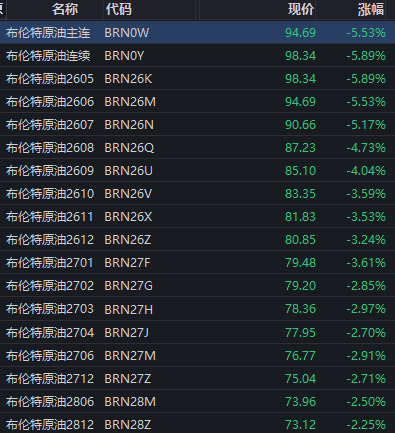 名称 代码 现价 涨幅
布伦特原油主连 BRN0W 94.69 -5.53%
布伦特原油连续 BRN0Y 98.34 -5.89%
布伦特原油2605 BRN26K 98.34 -5.89%
布伦特原油2606 BRN26M 94.69 -5.53%
布伦特原油2607 BRN26N 90.66 -5.17%
布伦特原油2608 BRN26Q 87.23 -4.73%
布伦特原油2609 BRN26U 85.10 -4.04%
布伦特原油2610 BRN26V 83.35 -3.59%
布伦特原油2611 BRN26X 81.83 -3.53%
布伦特原油2612 BRN26Z 80.85 -3.24%
布伦特原油2701 BRN27F 79.48 -3.61%
布伦特原油2702 BRN27G 79.20 -2.85%
布伦特原油2703 BRN27H 78.36 -2.97%
布伦特原油2704 BRN27J 77.95 -2.70%
布伦特原油2706 BRN27M 76.77 -2.91%
布伦特原油2712 BRN27Z 75.04 -2.71%
布伦特原油2806 BRN28M 73.96 -2.50%
布伦特原油2812 BRN28Z 73.12 -2.25%